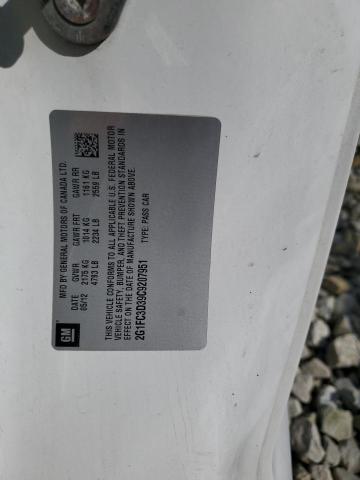 GM
MFD BY GENERAL MOTORS OF CANADA LTD.
DATE GVWR GAWR FRT GAWR RR
05/12 2175 KG 1014 KG 1161 KG
4793 LB 2234 LB 2559 LB
THIS VEHICLE CONFORMS TO ALL APPLICABLE U.S. FEDERAL MOTOR
VEHICLE SAFETY, BUMPER, AND THEFT PREVENTION STANDARDS IN
EFFECT ON THE DATE OF MANUFACTURE SHOWN ABOVE.
2G1FC3D39C9207951 TYPE: PASS CAR